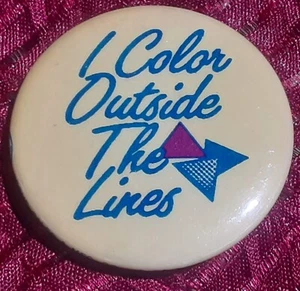 I Color
Outside
The
Lines